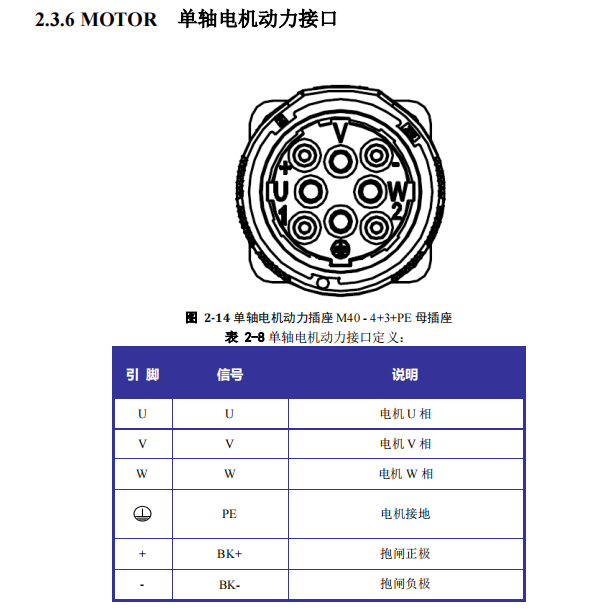 2.3.6 MOTOR 单轴电机动力接口
V
+ -
U W
1 2
图 2-14 单轴电机动力插座 M40 - 4+3+PE 母插座
表 2-8 单轴电机动力接口定义：
引 脚 信号 说明
U U 电机 U 相
V V 电机 V 相
W W 电机 W 相
PE 电机接地
+ BK+ 抱闸正极
- BK- 抱闸负极